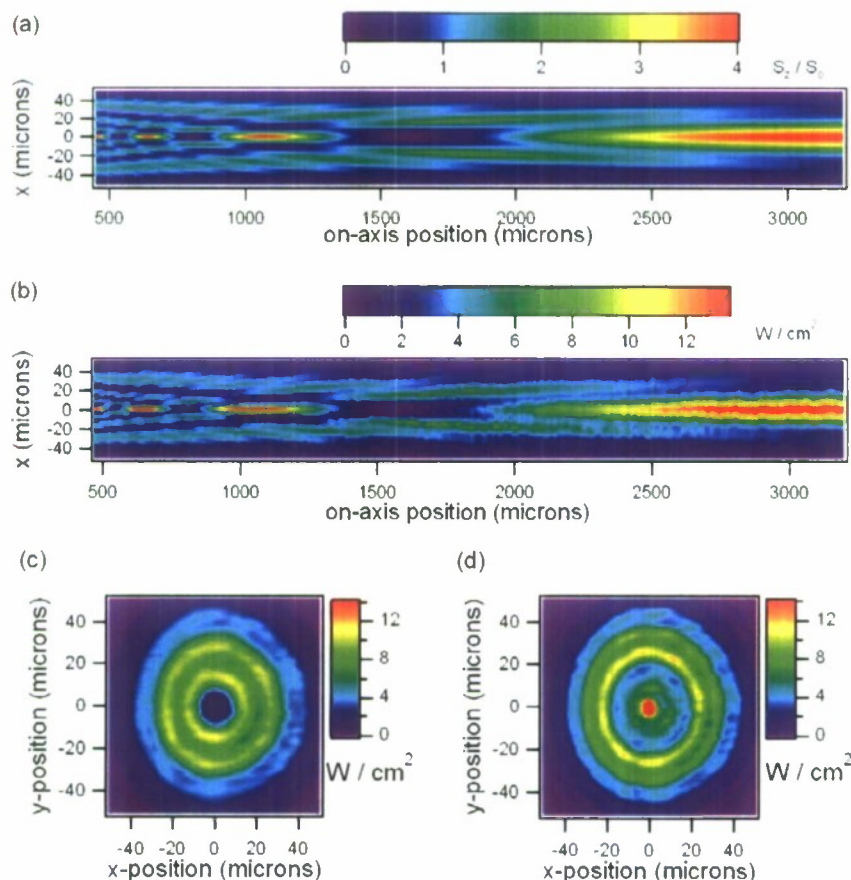 (a)
0 1 2 3 4
S_z / S_o
x (microns)
40
20
0
-20
-40
500 1000 1500 2000 2500 3000
on-axis position (microns)
(b)
0 2 4 6 8 10 12
W / cm²
x (microns)
40
20
0
-20
-40
500 1000 1500 2000 2500 3000
on-axis position (microns)
(c)
y-position (microns)
40
20
0
-20
-40
-40 -20 0 20 40
x-position (microns)
12
8
4
0
W / cm²
(d)
y-position (microns)
40
20
0
-20
-40
-40 -20 0 20 40
x-position (microns)
12
8
4
0
W / cm²